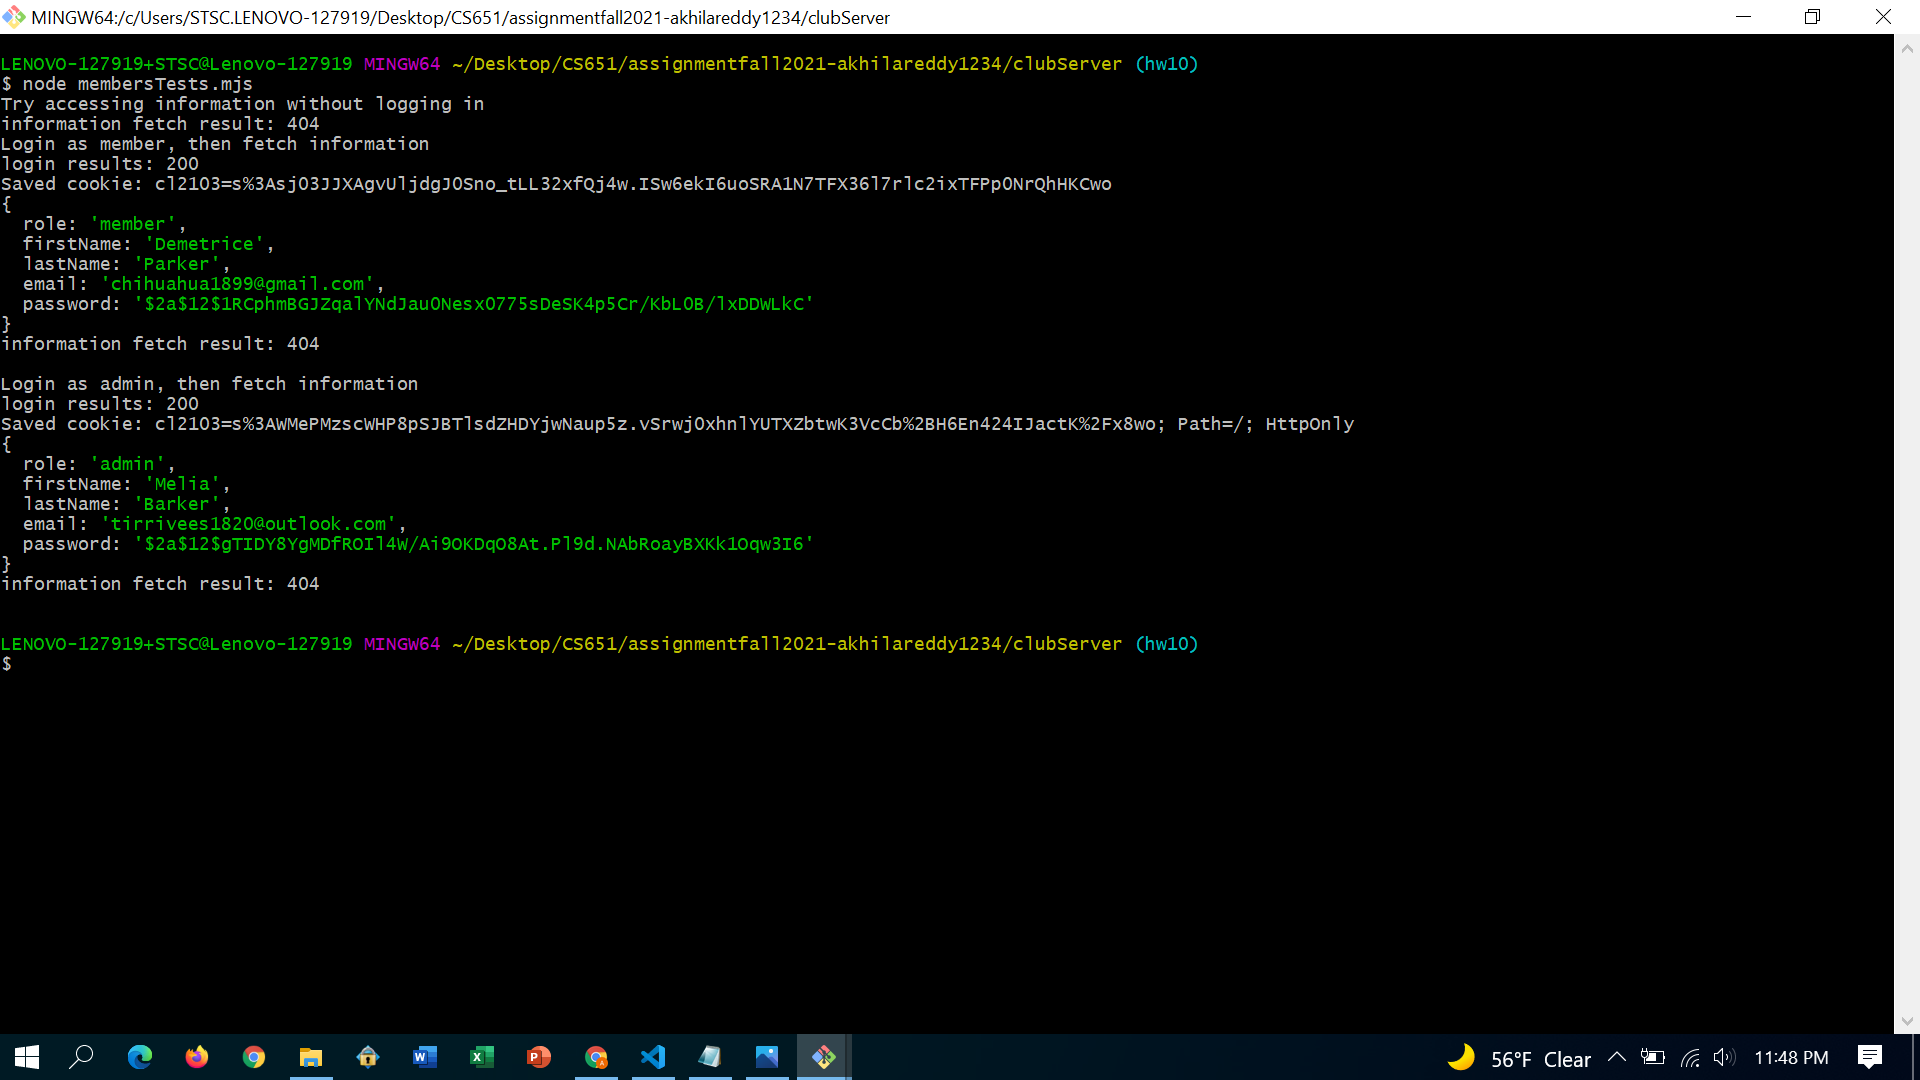 MINGW64:/c/Users/STSC.LENOVO-127919/Desktop/CS651/assignmentfall2021-akhilareddy1234/clubServer
LENOVO-127919+STSC@Lenovo-127919 MINGW64 ~/Desktop/CS651/assignmentfall2021-akhilareddy1234/clubServer (hw10)
$ node membersTests.mjs
Try accessing information without logging in
information fetch result: 404
Login as member, then fetch information
login results: 200
Saved cookie: cl2103=s%3Asj03JJXAgvUljdgJ0Sno_tLL32xfQj4w.ISw6ekI6uoSRA1N7TFX36l7rlc2ixTFPp0NrQhHKCwo
{
  role: 'member',
  firstName: 'Demetrice',
  lastName: 'Parker',
  email: 'chihuahua1899@gmail.com',
  password: '$2a$12$1RCphmBGJZqalYNdJau0NesxO775sDeSK4p5Cr/KbL0B/lxDDWLkC'
}
information fetch result: 404
Login as admin, then fetch information
login results: 200
Saved cookie: cl2103=s%3AWMePMzscWHP8pSJBTlsdZHDYjwNaup5z.vSrwjOxhnlYUTXZbtwK3VcCb%2BH6En424IJactK%2Fx8wo; Path=/; HttpOnly
{
  role: 'admin',
  firstName: 'Melia',
  lastName: 'Barker',
  email: 'tirrivees1820@outlook.com',
  password: '$2a$12$gTIDY8YgMDfROIl4W/Ai9OKDqO8At.Pl9d.NAbRoayBXKk1Oqw3I6'
}
information fetch result: 404
LENOVO-127919+STSC@Lenovo-127919 MINGW64 ~/Desktop/CS651/assignmentfall2021-akhilareddy1234/clubServer (hw10)
$
56°F Clear
11:48 PM